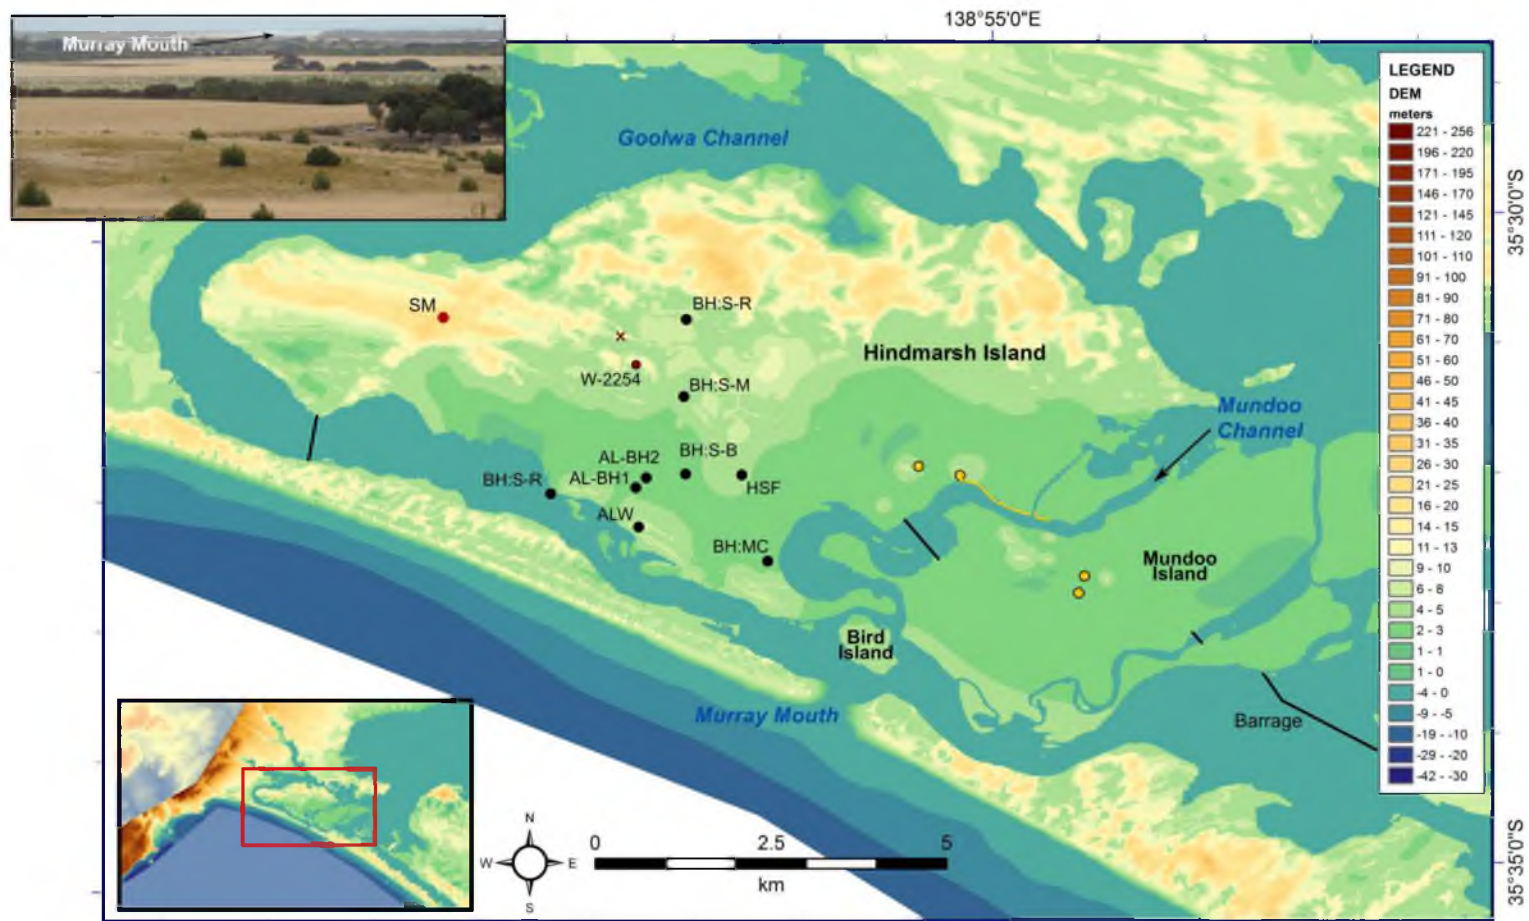 138°55'0"E
Murray Mouth
LEGEND
DEM
meters
221 - 256
196 - 220
171 - 195
146 - 170
121 - 145
111 - 120
101 - 110
91 - 100
81 - 90
71 - 80
61 - 70
51 - 60
46 - 50
41 - 45
36 - 40
31 - 35
26 - 30
21 - 25
16 - 20
14 - 15
11 - 13
9 - 10
6 - 8
4 - 5
2 - 3
1 - 1
1 - 0
-4 - 0
-9 - -5
-19 - -10
-29 - -20
-42 - -30
35°30'0"S
Goolwa Channel
SM
BH:S-R
Hindmarsh Island
W-2254
BH:S-M
Mundoo
Channel
AL-BH2
BH:S-B
BH:S-R
AL-BH1
HSF
ALW
BH:MC
Mundoo
Island
Bird
Island
Murray Mouth
Barrage
N
W
E
S
0
2.5
5
km
35°35'0"S